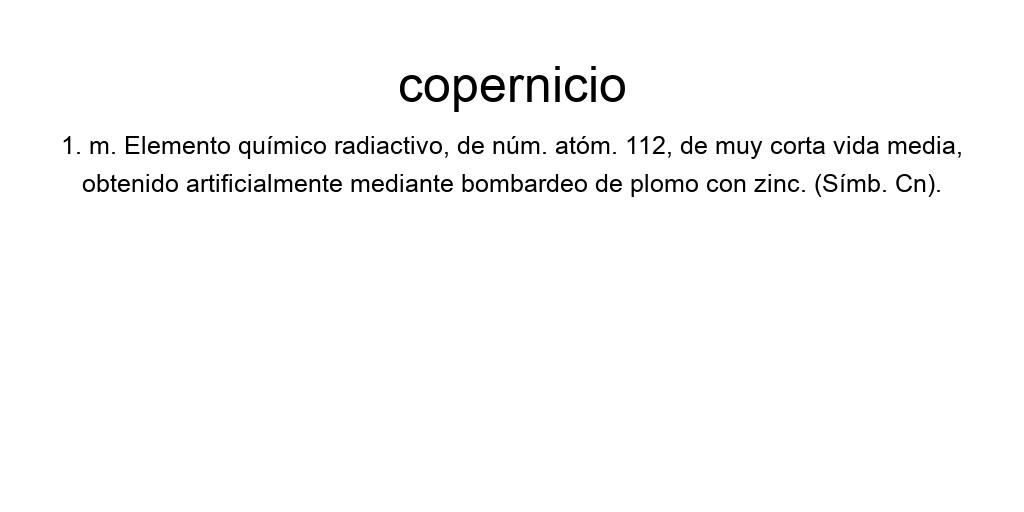 copernicio
1. m. Elemento químico radiactivo, de núm. atóm. 112, de muy corta vida media,
obtenido artificialmente mediante bombardeo de plomo con zinc. (Símb. Cn).